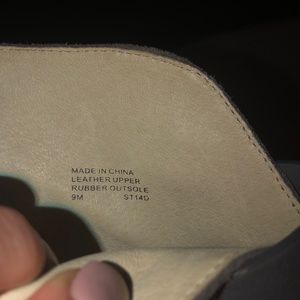 MADE IN CHINA
LEATHER UPPER
RUBBER OUTSOLE
9M ST14D